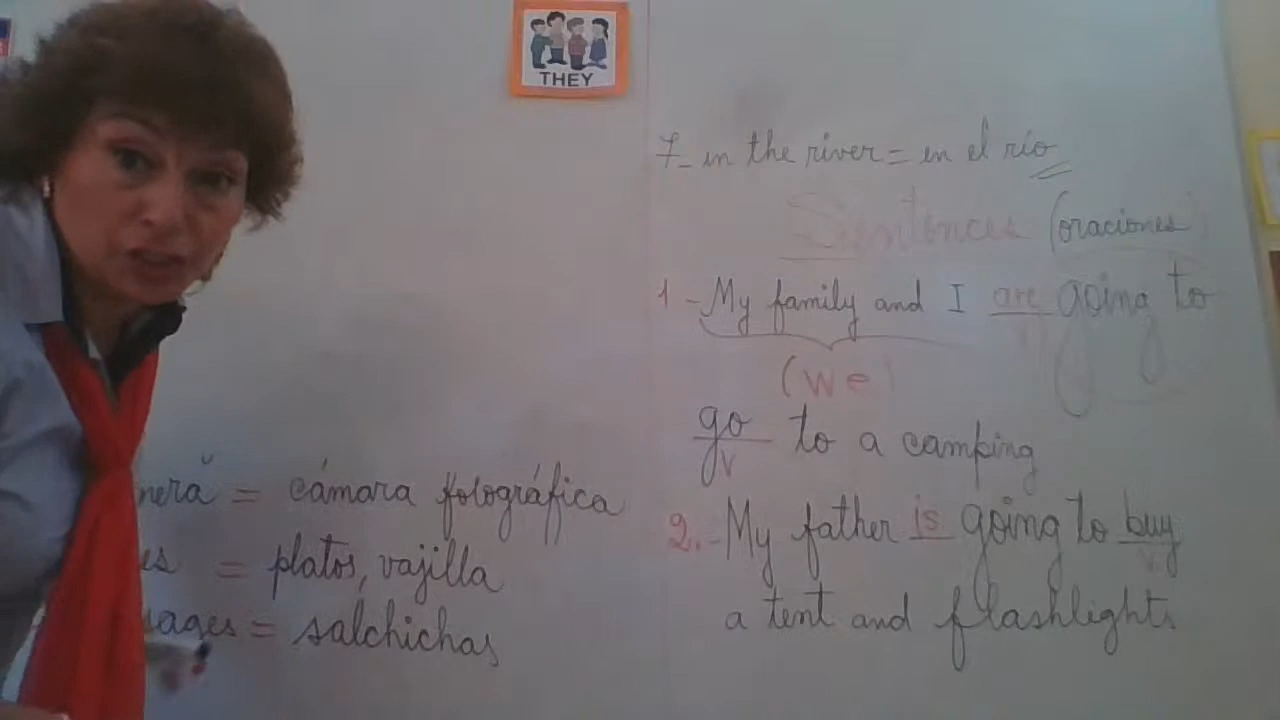 THEY
7- in the river = en el río
Sentences (oraciones)
1 - My family and I are going to
(we)
go to a camping
v
2.- My father is going to buy
a tent and flashlights
= cámara fotográfica
= platos, vajilla
= salchichas